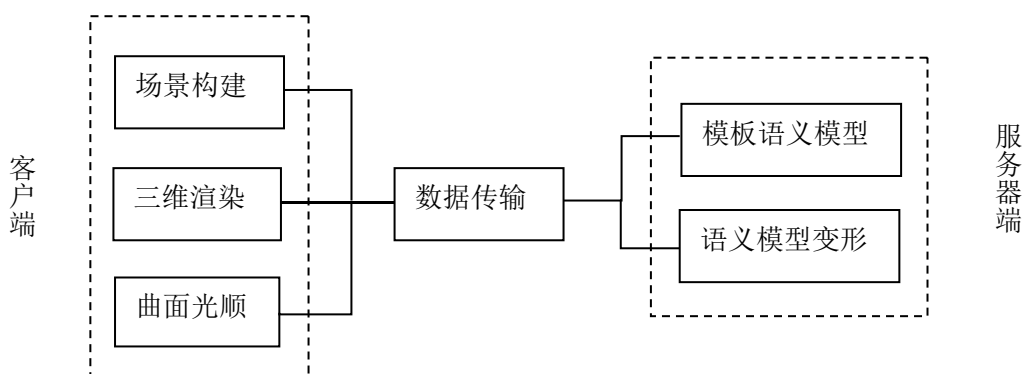 客户端
场景构建
三维渲染
曲面光顺
数据传输
模板语义模型
语义模型变形
服务器端